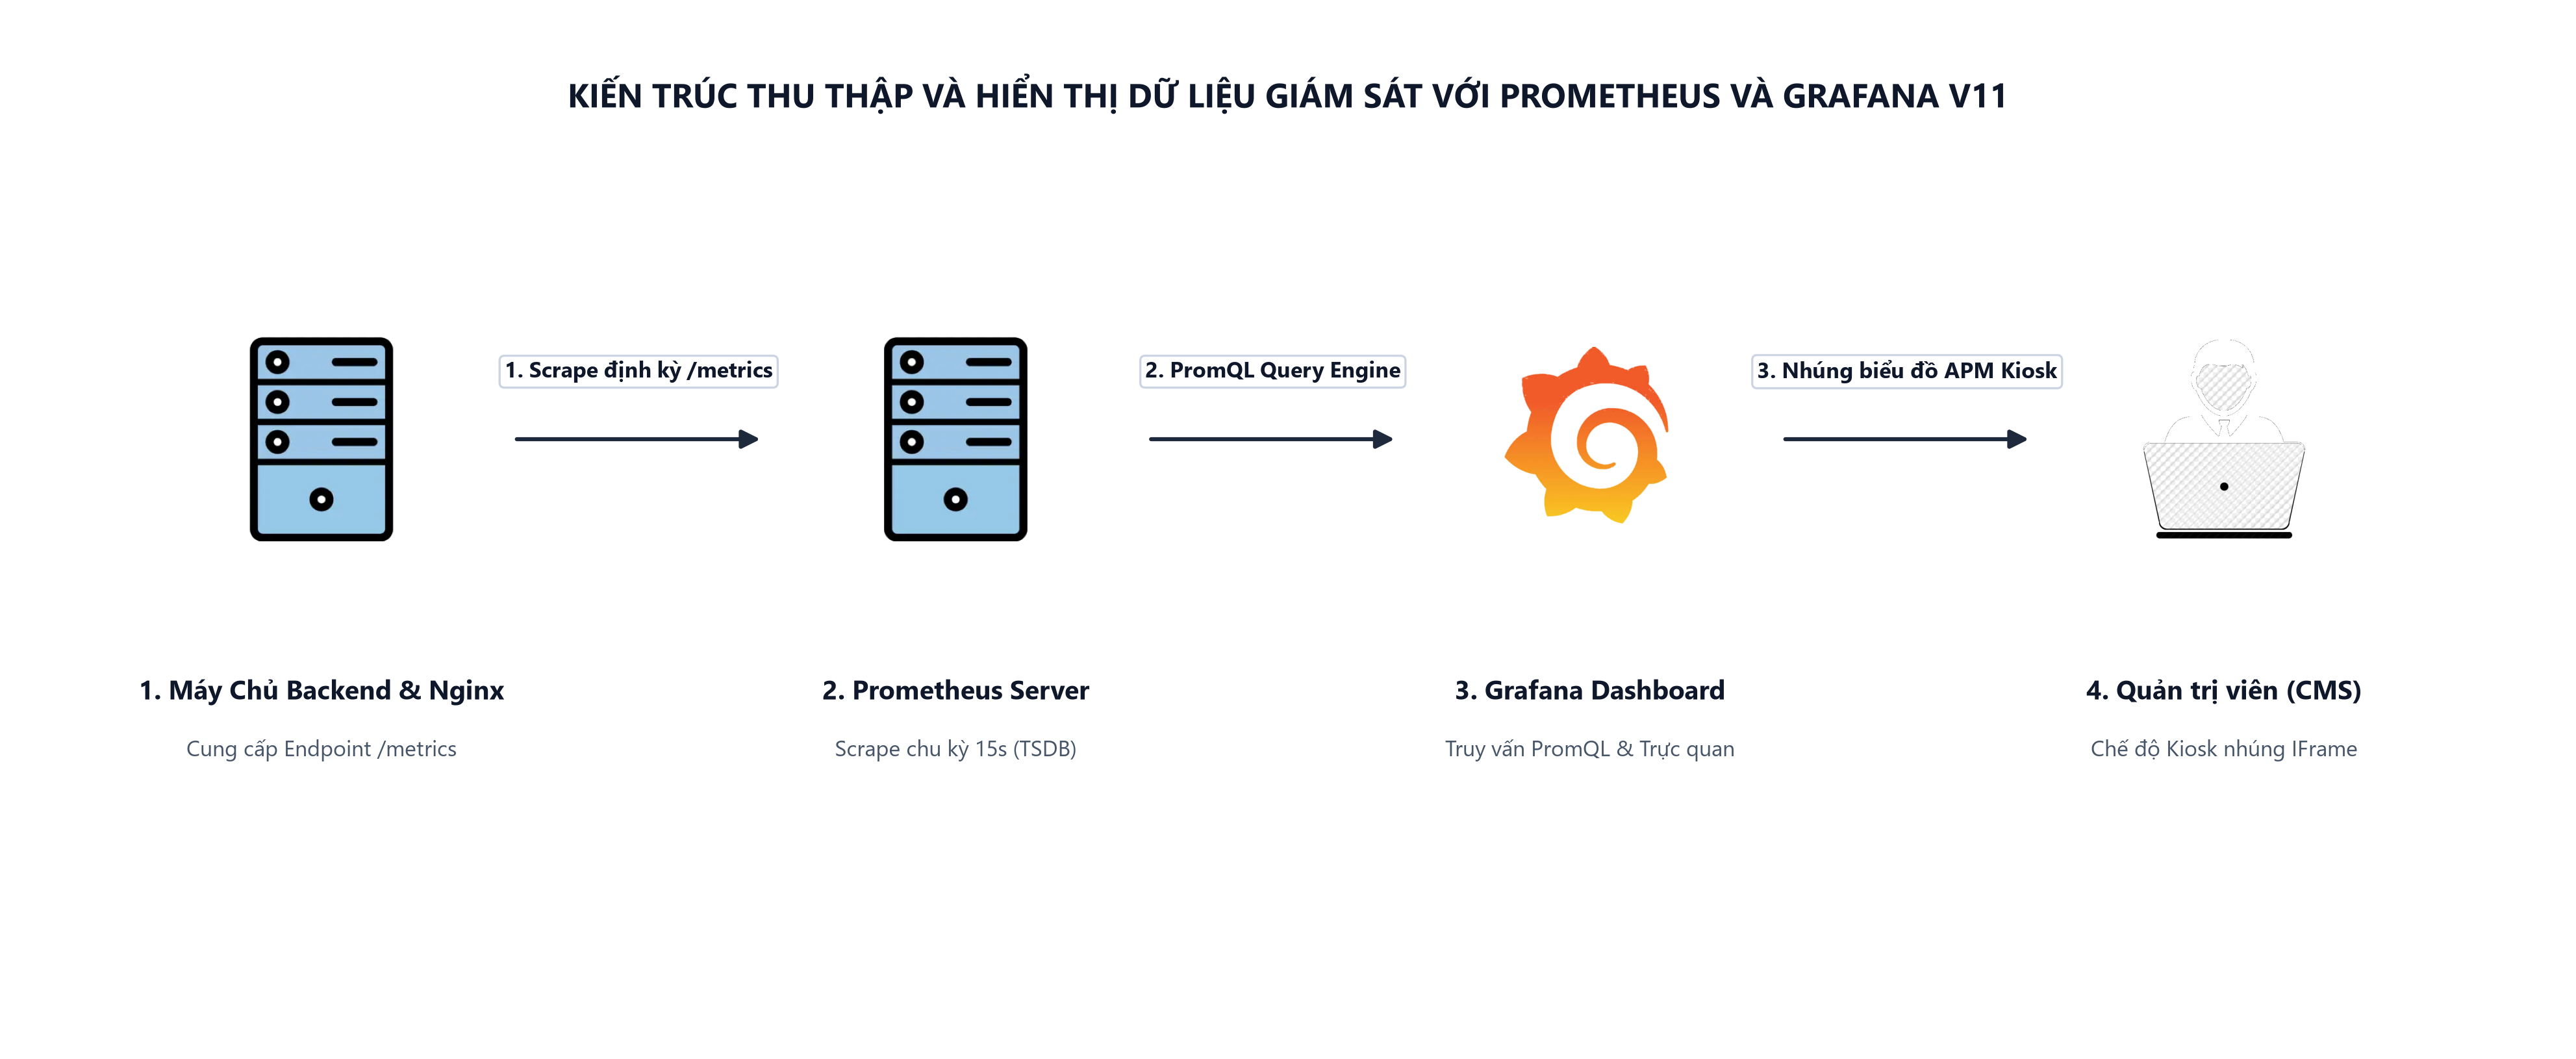 KIẾN TRÚC THU THẬP VÀ HIỂN THỊ DỮ LIỆU GIÁM SÁT VỚI PROMETHEUS VÀ GRAFANA V11
1. Scrape định kỳ /metrics
2. PromQL Query Engine
3. Nhúng biểu đồ APM Kiosk
1. Máy Chủ Backend & Nginx
2. Prometheus Server
3. Grafana Dashboard
4. Quản trị viên (CMS)
Cung cấp Endpoint /metrics
Scrape chu kỳ 15s (TSDB)
Truy vấn PromQL & Trực quan
Chế độ Kiosk nhúng IFrame